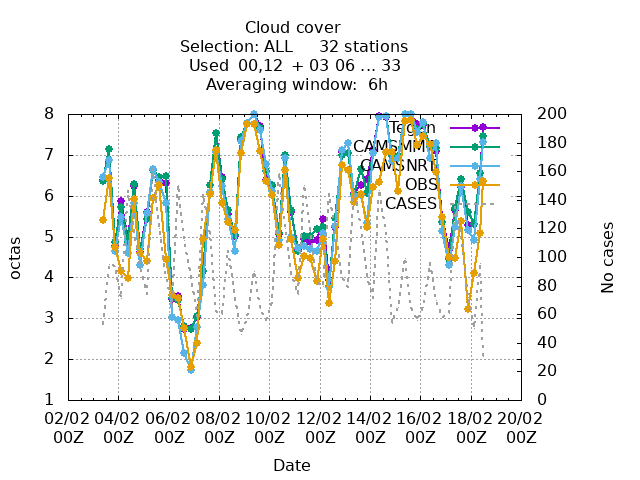 Cloud cover
Selection: ALL 32 stations
Used 00,12 + 03 06 ... 33
Averaging window: 6h
octas
8
7
6
5
4
3
2
1
200
180
160
140
120
100
80
60
40
20
0
No cases
Tegen
CAMSNRT
OBS
CASES
02/02 04/02 06/02 08/02 10/02 12/02 14/02 16/02 18/02 20/02
00Z 00Z 00Z 00Z 00Z 00Z 00Z 00Z 00Z 00Z
Date